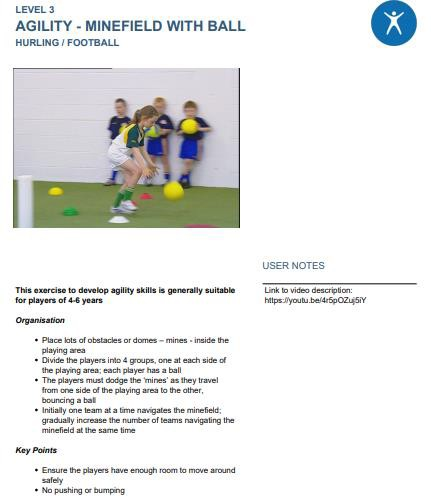 LEVEL 3
AGILITY - MINEFIELD WITH BALL
HURLING / FOOTBALL
USER NOTES
Link to video description:
https://youtu.be/4r5pOZuj5iY
This exercise to develop agility skills is generally suitable
for players of 4-6 years
Organisation
• Place lots of obstacles or domes – mines - inside the
playing area
• Divide the players into 4 groups, one at each side of
the playing area; each player has a ball
• The players must dodge the 'mines' as they travel
from one side of the playing area to the other,
bouncing a ball
• Initially one team at a time navigates the minefield;
gradually increase the number of teams navigating the
minefield at the same time
Key Points
• Ensure the players have enough room to move around
safely
• No pushing or bumping